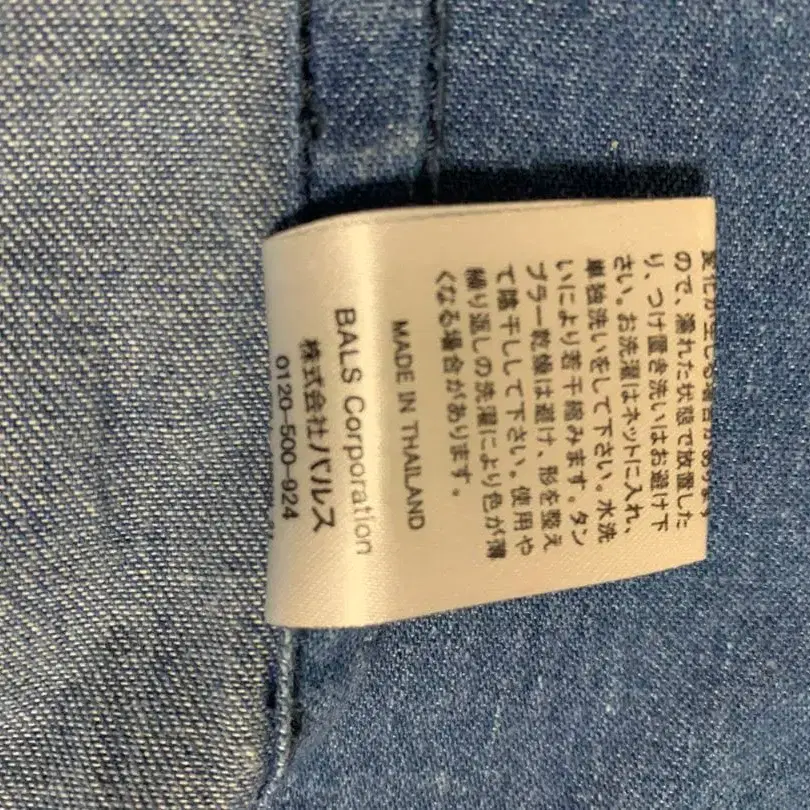 ので、濡れた状態で放置した
り、つけ置き洗いはお避け下
さい。お洗濯はネットに入れ、
単独洗いをして下さい。水洗
いにより若干縮みます。タン
ブラー乾燥は避け、形を整え
て陰干しして下さい。使用や
繰り返しの洗濯により色が薄
くなる場合があります。
MADE IN THAILAND
BALS Corporation
株式会社バルス
0120-500-924